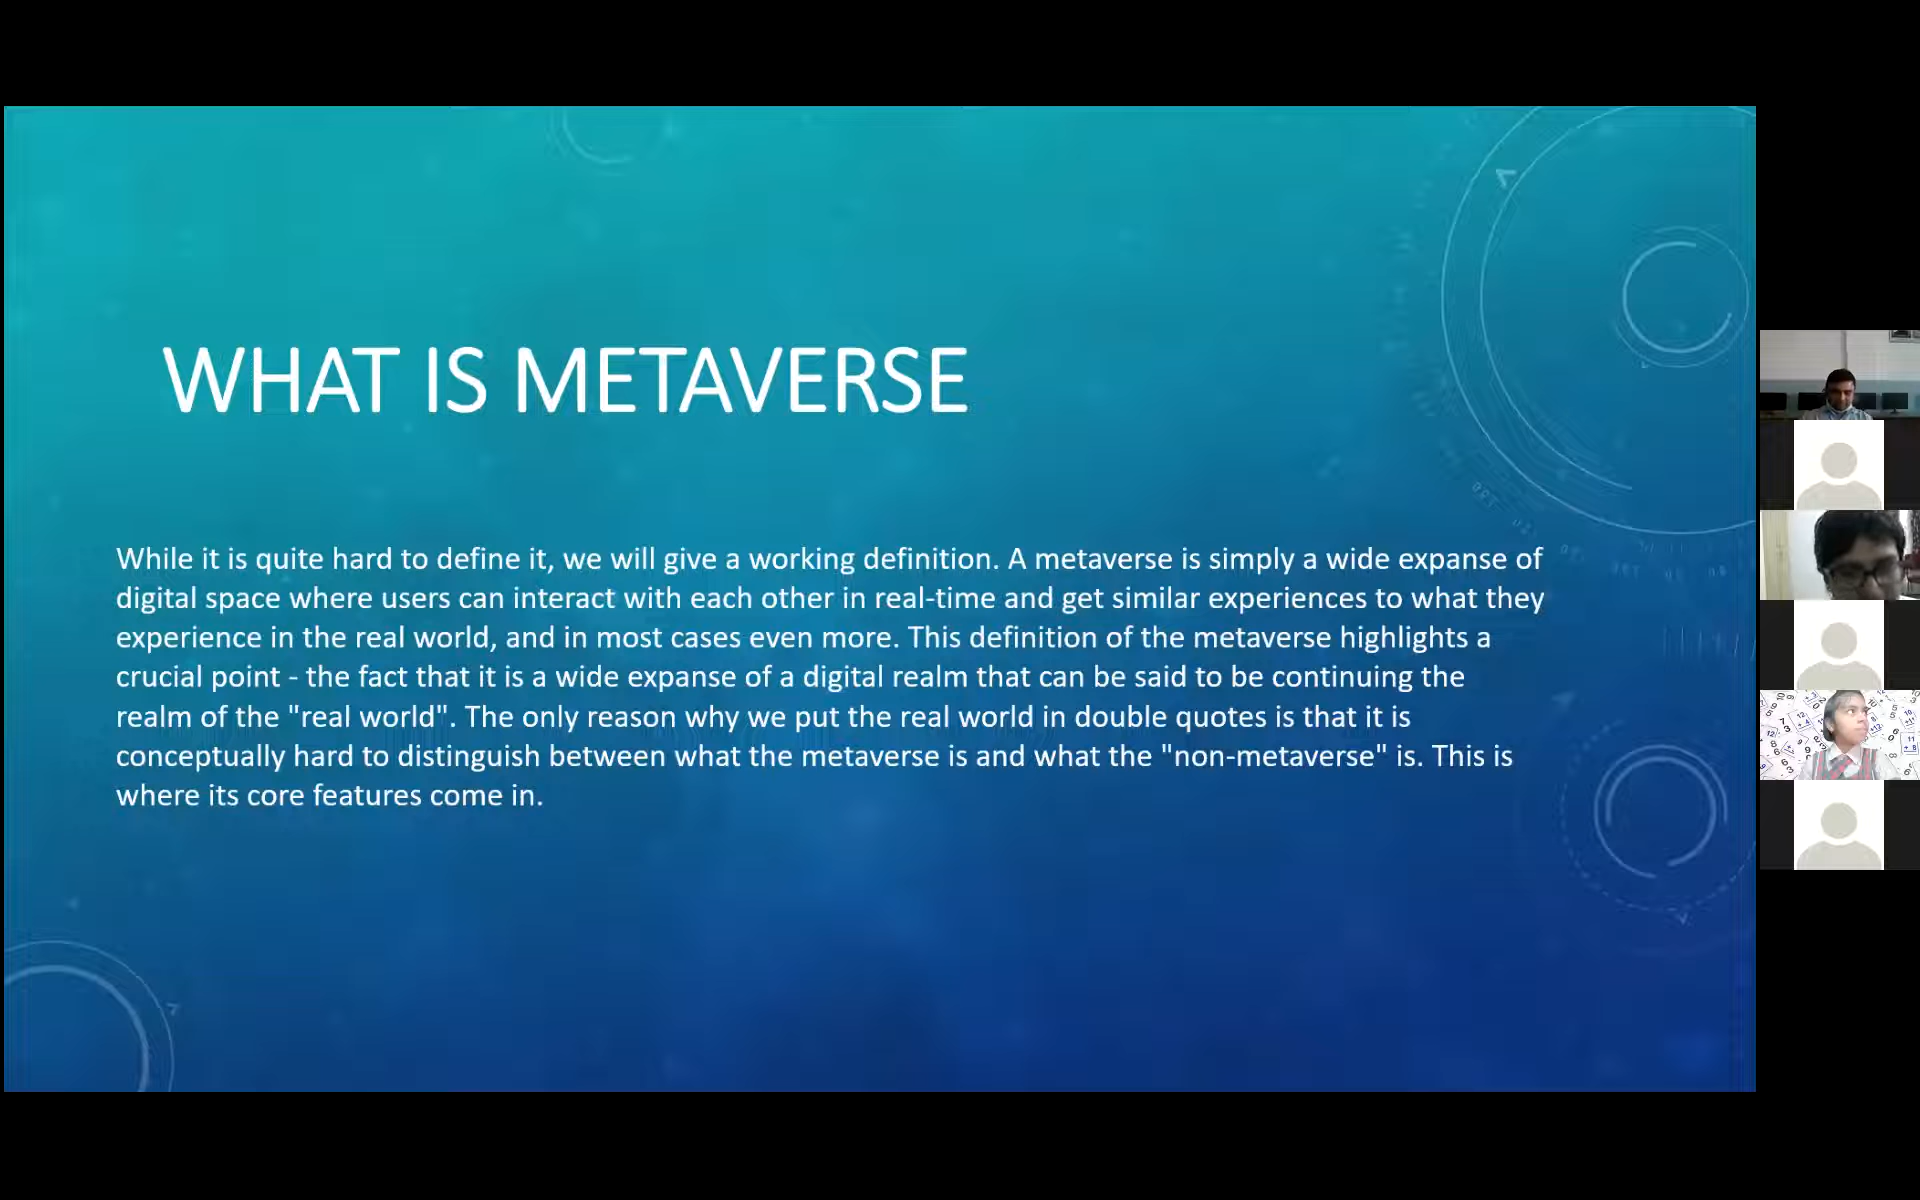 WHAT IS METAVERSE
While it is quite hard to define it, we will give a working definition. A metaverse is simply a wide expanse of
digital space where users can interact with each other in real-time and get similar experiences to what they
experience in the real world, and in most cases even more. This definition of the metaverse highlights a
crucial point - the fact that it is a wide expanse of a digital realm that can be said to be continuing the
realm of the "real world". The only reason why we put the real world in double quotes is that it is
conceptually hard to distinguish between what the metaverse is and what the "non-metaverse" is. This is
where its core features come in.